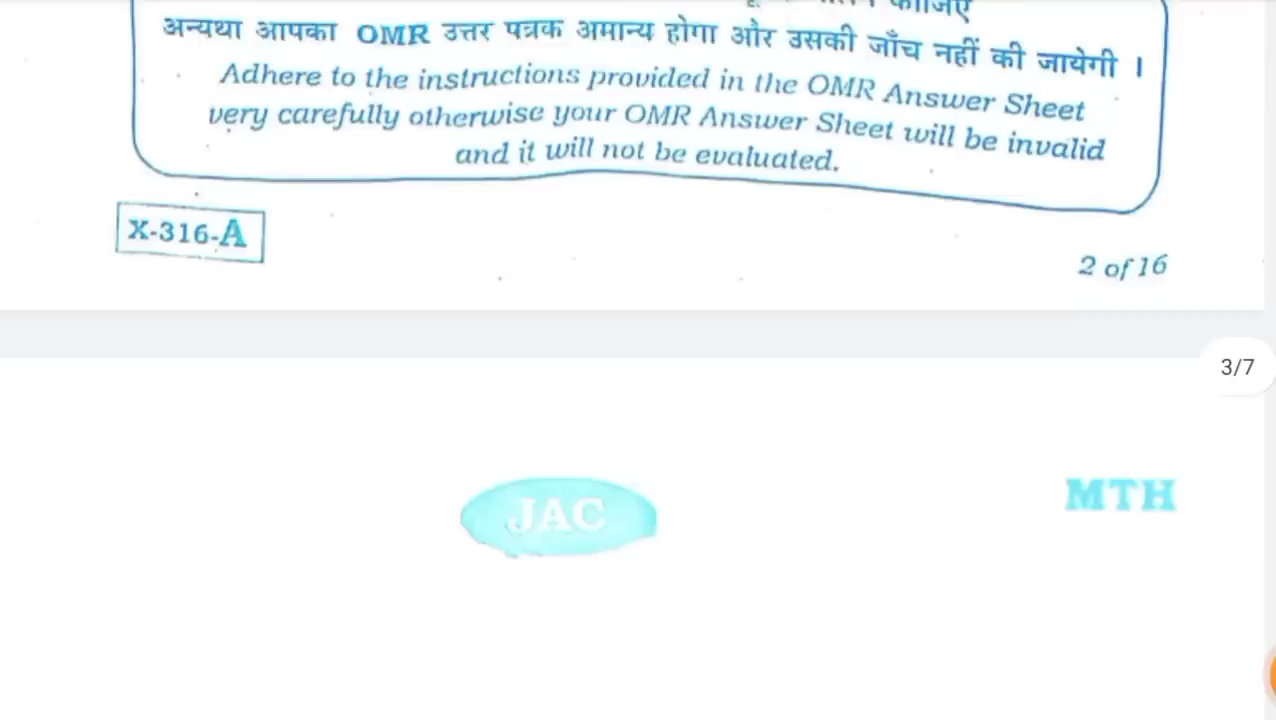 अन्यथा आपका OMR उत्तर पत्रक अमान्य होगा और उसकी जाँच नहीं की जायेगी ।
Adhere to the instructions provided in the OMR Answer Sheet
very carefully otherwise your OMR Answer Sheet will be invalid
and it will not be evaluated.
X-316-A
2 of 16
3/7
JAC
MTH